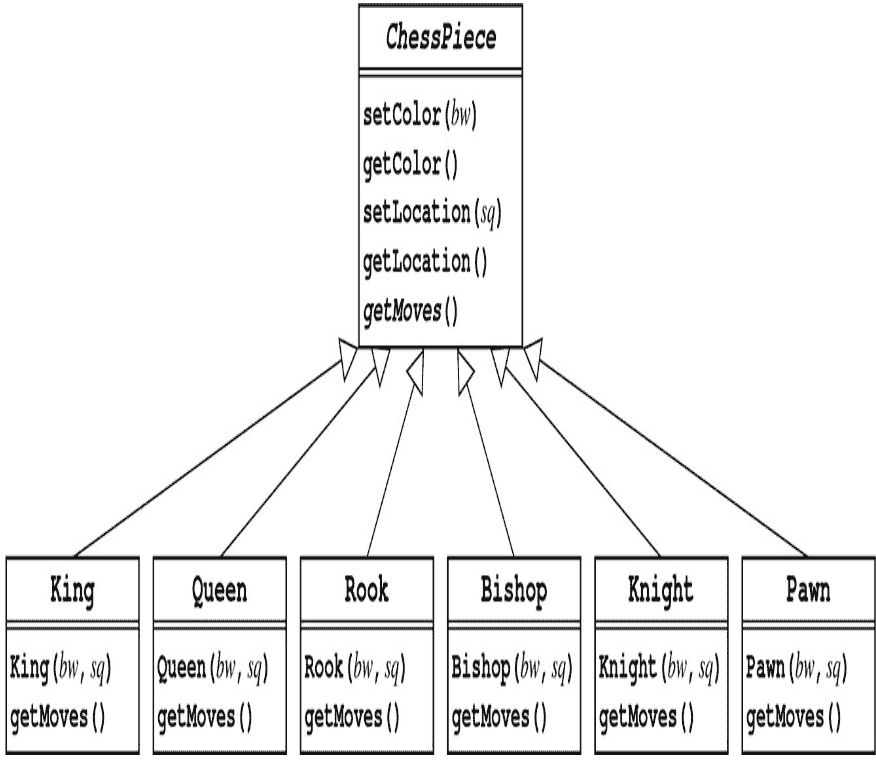 ChessPiece
setColor(bw)
getColor()
setLocation(sq)
getLocation()
getMoves()
King
King(bw, sq)
getMoves()
Queen
Queen(bw, sq)
getMoves()
Rook
Rook(bw, sq)
getMoves()
Bishop
Bishop(bw, sq)
getMoves()
Knight
Knight(bw, sq)
getMoves()
Pawn
Pawn(bw, sq)
getMoves()